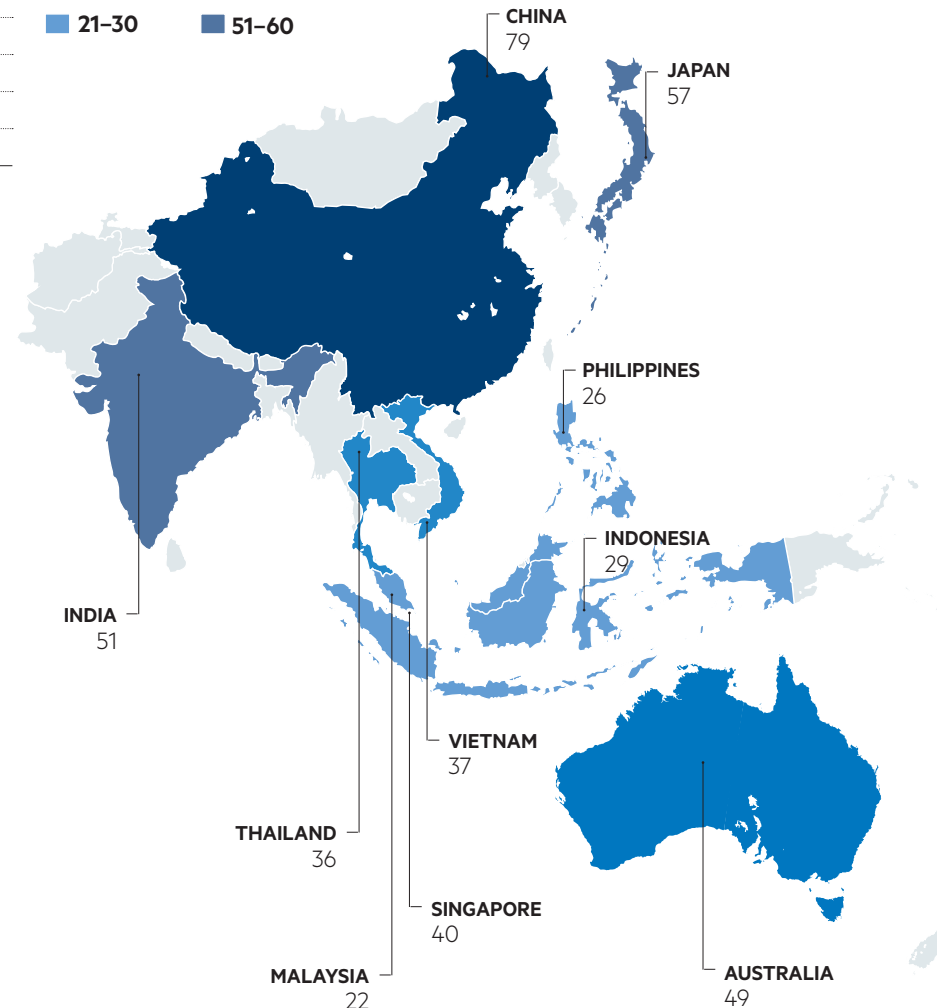 21–30 51–60
CHINA
79
JAPAN
57
PHILIPPINES
26
INDONESIA
29
INDIA
51
VIETNAM
37
THAILAND
36
SINGAPORE
40
MALAYSIA
22
AUSTRALIA
49